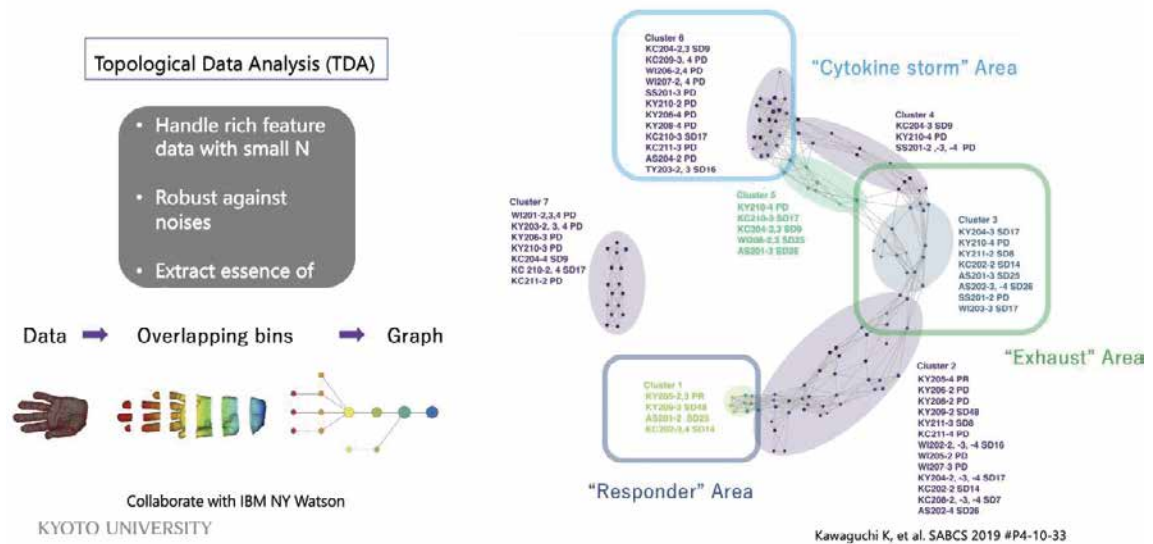 Topological Data Analysis (TDA)
• Handle rich feature
data with small N
• Robust against
noises
• Extract essence of
Data
Overlapping bins
Graph
Collaborate with IBM NY Watson
KYOTO UNIVERSITY
Cluster 6
KC204-2,3 SD9
KC209-3, 4 PD
WI206-2,4 PD
WI207-2, 4 PD
SS201-3 PD
KY210-2 PD
KY206-4 PD
KY208-4 PD
KC210-3 SD17
KC211-3 PD
AS204-2 PD
TY203-2, 3 SD16
"Cytokine storm" Area
Cluster 4
KC204-3 SD9
KY210-4 PD
SS201-2 ,-3, -4 PD
Cluster 5
KY210-4 PD
KC210-3 SD17
KC204-2,3 SD9
WI208-2,3 SD25
AS201-3 SD26
Cluster 7
WI201-2,3,4 PD
KY203-2, 3, 4 PD
KY206-3 PD
KY210-3 PD
KC204-4 SD9
KC 210-2, 4 SD17
KC211-2 PD
Cluster 3
KY204-3 SD17
KY210-4 PD
KY211-2 SD8
KC202-2 SD14
AS201-3 SD25
AS202-3, -4 SD26
SS201-2 PD
WI203-3 SD17
"Exhaust" Area
Cluster 1
KY205-2,3 PR
KY209-3 SD48
AS201-2 SD25
KC202-3,4 SD14
"Responder" Area
Cluster 2
KY205-4 PR
KY206-2 PD
KY208-2 PD
KY209-2 SD48
KY211-3 SD8
KC211-4 PD
WI202-2, -3, -4 SD16
WI205-2 PD
WI207-3 PD
KY204-2, -3, -4 SD17
KC202-2 SD14
KC208-2, -3, -4 SD7
AS202-4 SD26
Kawaguchi K, et al. SABCS 2019 #P4-10-33